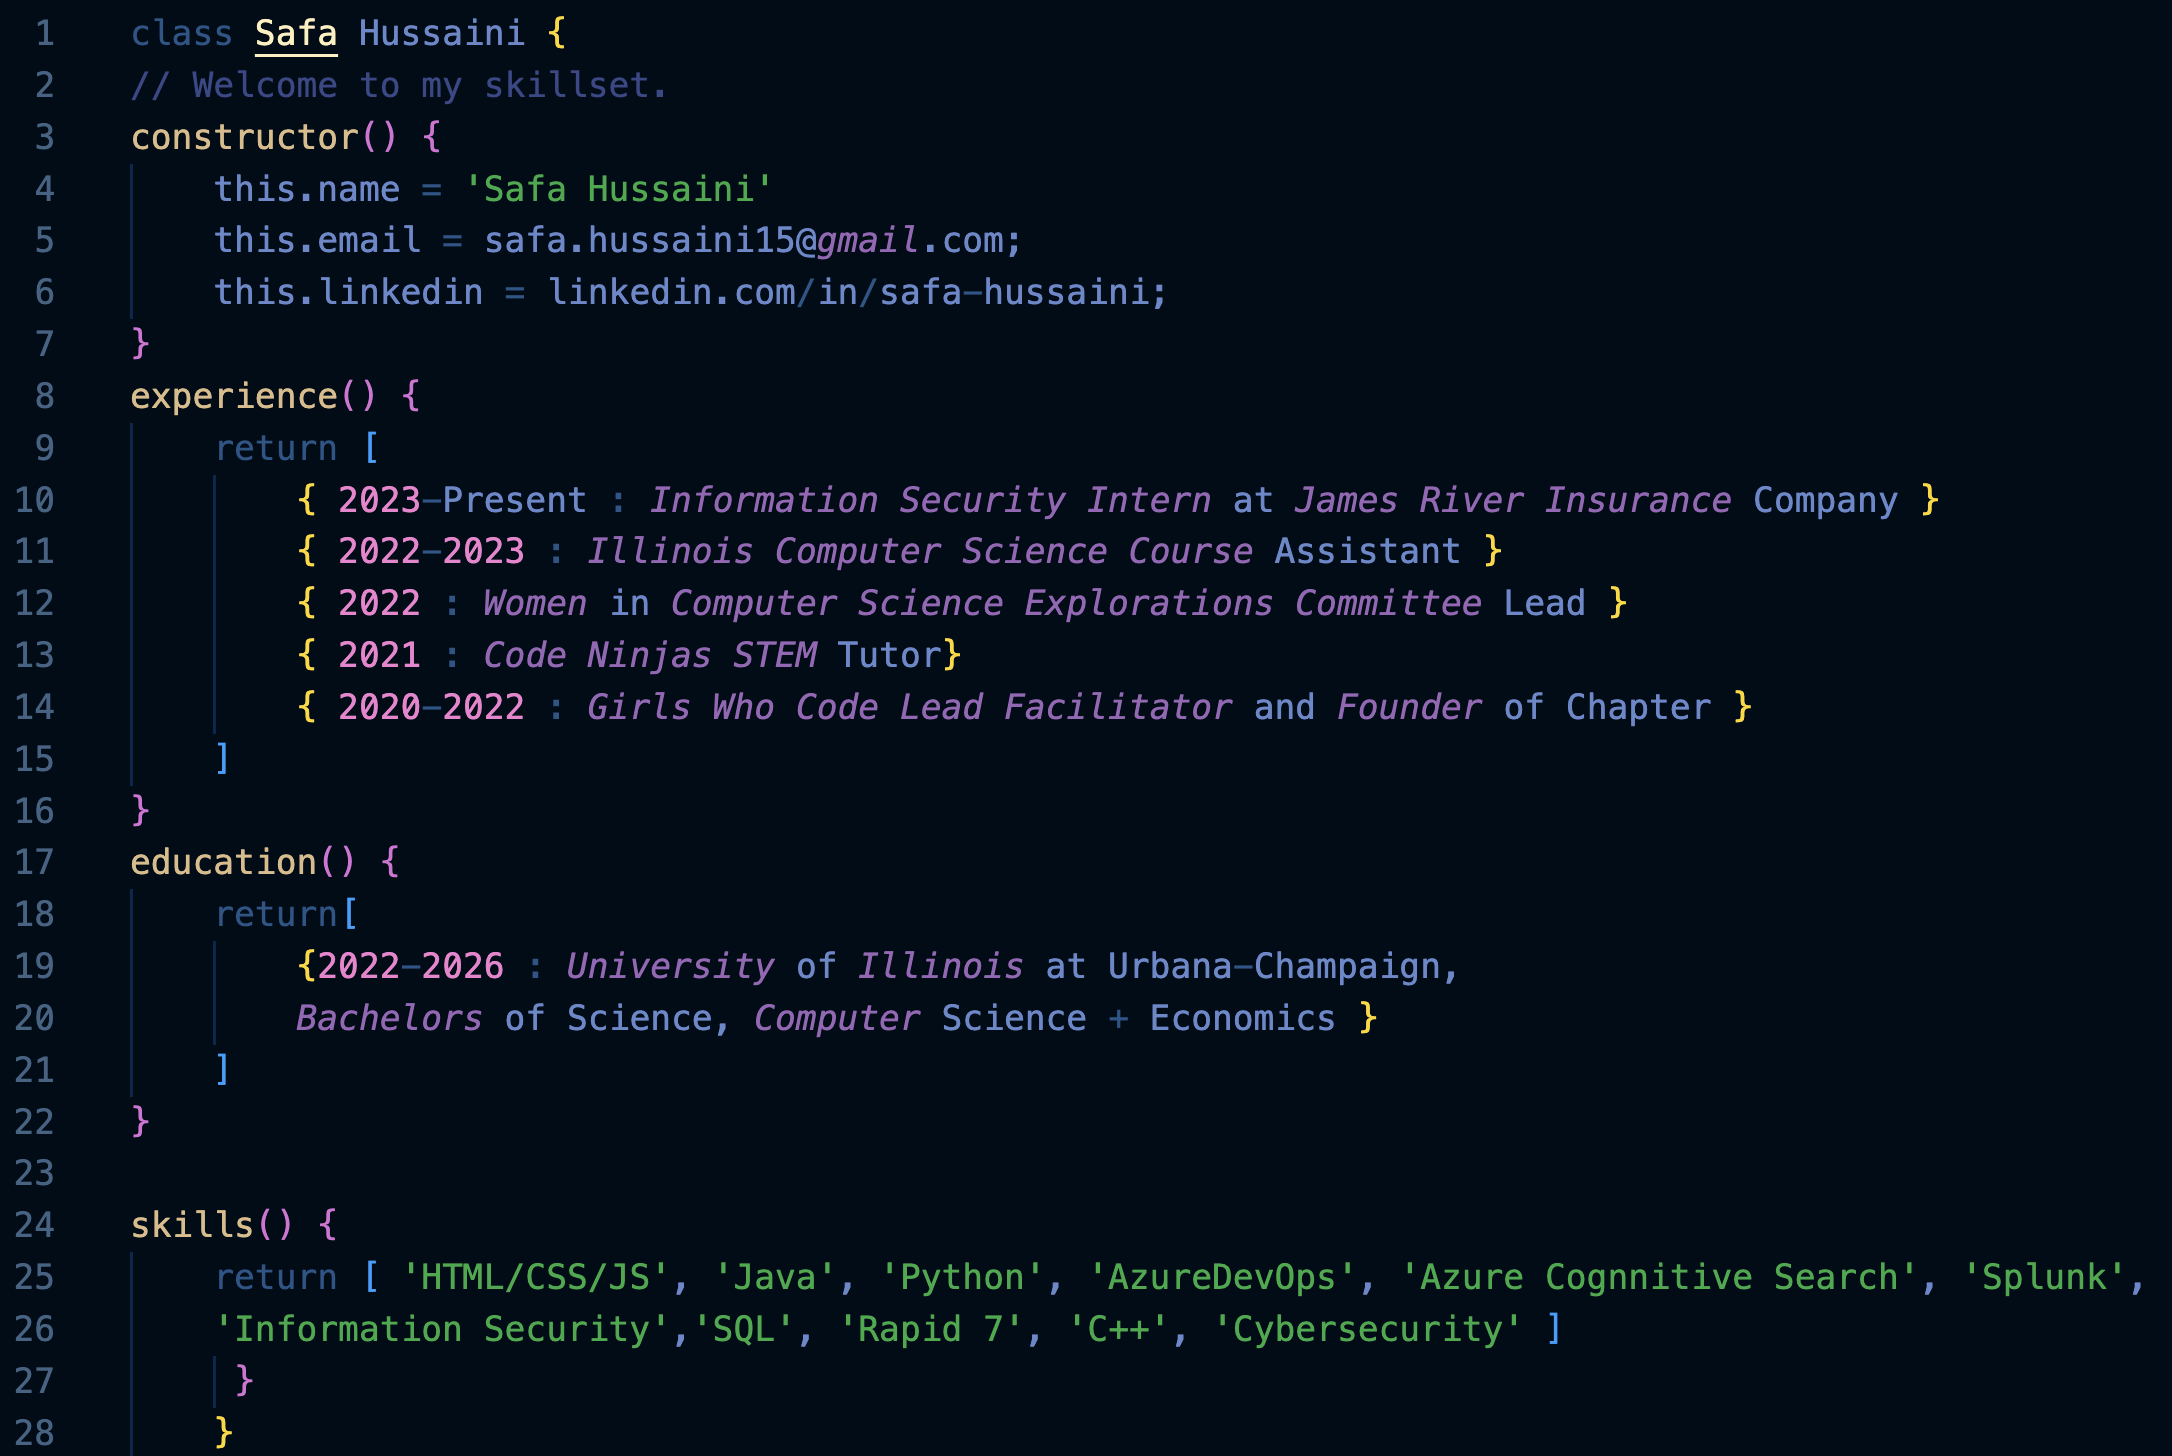 1 class Safa Hussaini {
2 // Welcome to my skillset.
3 constructor() {
4 this.name = 'Safa Hussaini'
5 this.email = safa.hussaini15@gmail.com;
6 this.linkedin = linkedin.com/in/safa-hussaini;
7 }
8 experience() {
9 return [
10 { 2023-Present : Information Security Intern at James River Insurance Company }
11 { 2022-2023 : Illinois Computer Science Course Assistant }
12 { 2022 : Women in Computer Science Explorations Committee Lead }
13 { 2021 : Code Ninjas STEM Tutor}
14 { 2020-2022 : Girls Who Code Lead Facilitator and Founder of Chapter }
15 ]
16 }
17 education() {
18 return[
19 {2022-2026 : University of Illinois at Urbana-Champaign,
20 Bachelors of Science, Computer Science + Economics }
21 ]
22 }
23
24 skills() {
25 return [ 'HTML/CSS/JS', 'Java', 'Python', 'AzureDevOps', 'Azure Cognnitive Search', 'Splunk',
26 'Information Security','SQL', 'Rapid 7', 'C++', 'Cybersecurity' ]
27 }
28 }